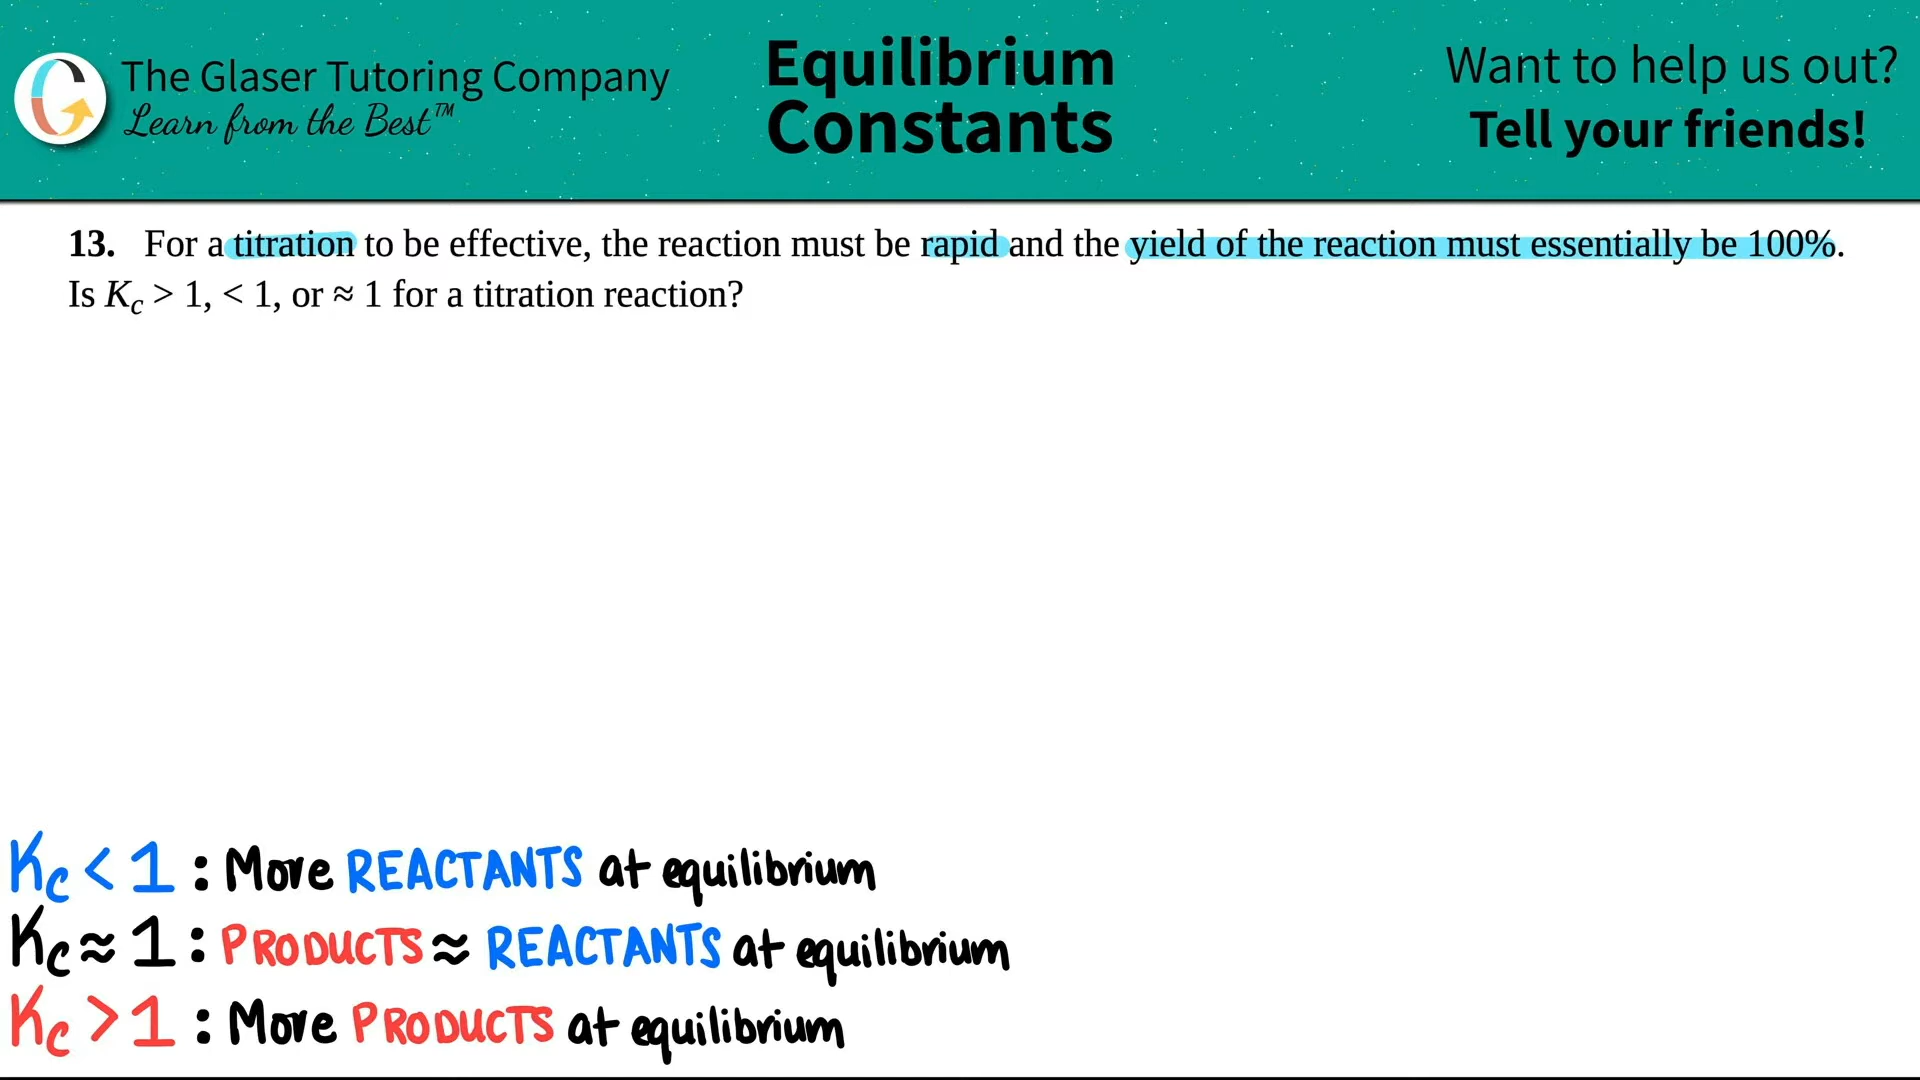 The Glaser Tutoring Company
Learn from the Best™
Equilibrium
Constants
Want to help us out?
Tell your friends!
13. For a titration to be effective, the reaction must be rapid and the yield of the reaction must essentially be 100%.
Is Kc > 1, < 1, or ≈ 1 for a titration reaction?
Kc < 1 : More REACTANTS at equilibrium
Kc ≈ 1 : PRODUCTS ≈ REACTANTS at equilibrium
Kc > 1 : More PRODUCTS at equilibrium